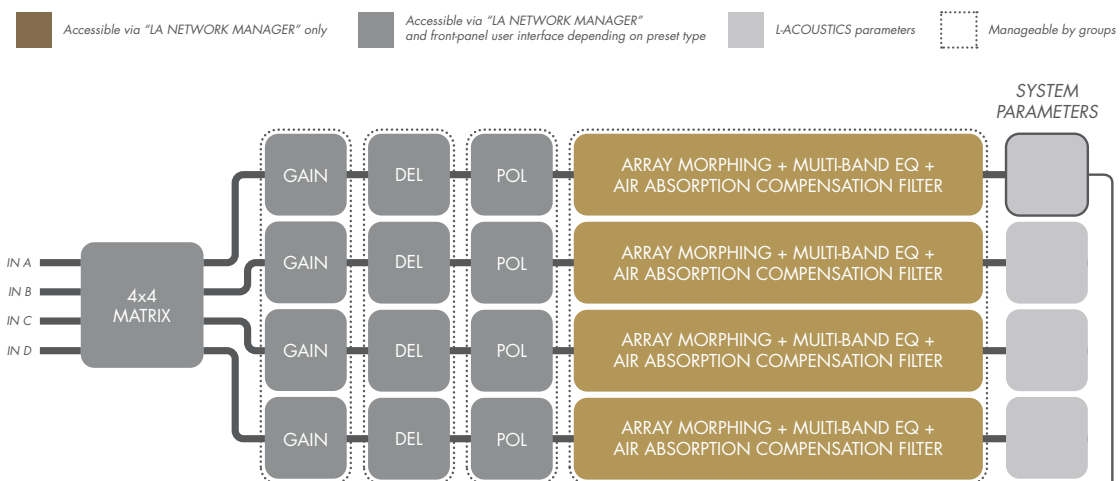 Accessible via “LA NETWORK MANAGER” only
Accessible via “LA NETWORK MANAGER”
and front-panel user interface depending on preset type
L-ACOUSTICS parameters
Manageable by groups
SYSTEM
PARAMETERS
GAIN
DEL
POL
ARRAY MORPHING + MULTI-BAND EQ +
AIR ABSORPTION COMPENSATION FILTER
IN A
IN B
IN C
IN D
4x4
MATRIX
GAIN
DEL
POL
ARRAY MORPHING + MULTI-BAND EQ +
AIR ABSORPTION COMPENSATION FILTER
GAIN
DEL
POL
ARRAY MORPHING + MULTI-BAND EQ +
AIR ABSORPTION COMPENSATION FILTER
GAIN
DEL
POL
ARRAY MORPHING + MULTI-BAND EQ +
AIR ABSORPTION COMPENSATION FILTER